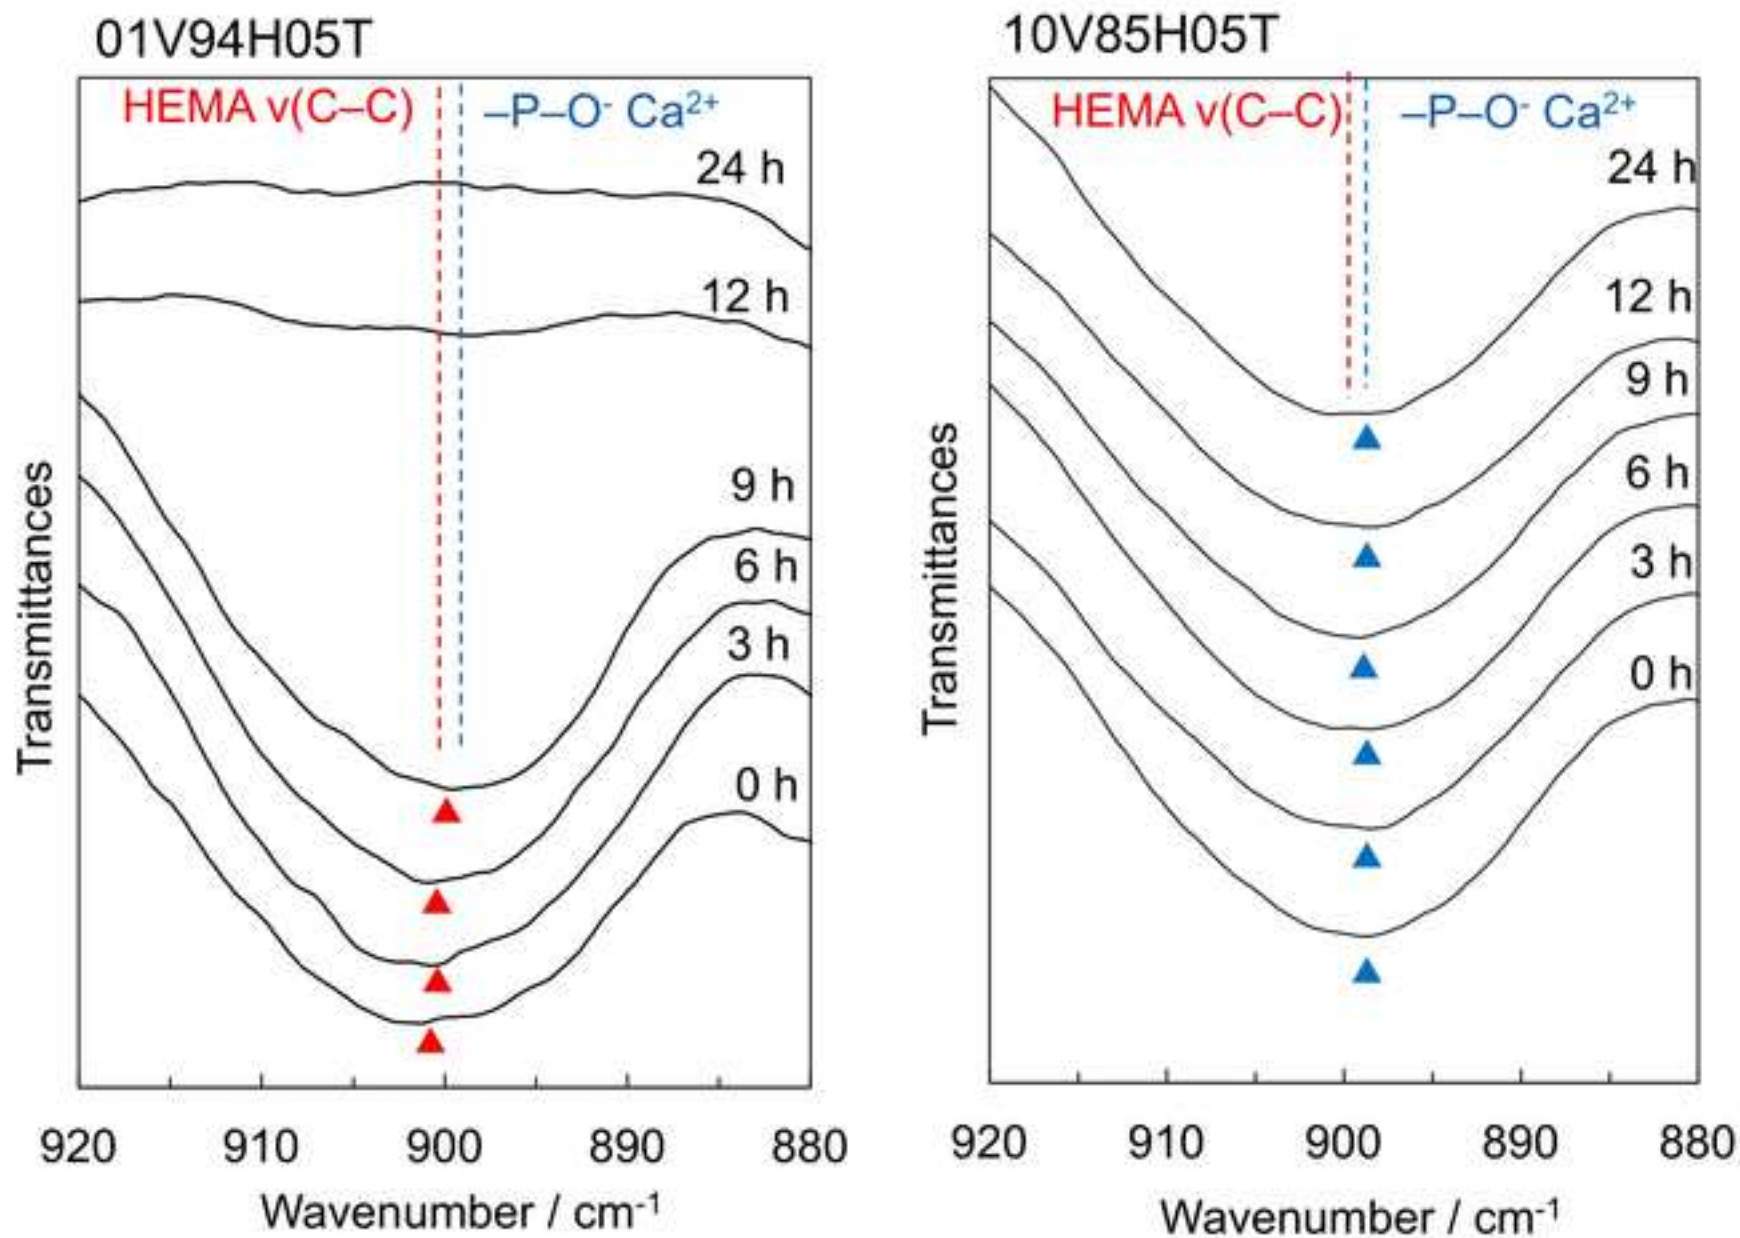 01V94H05T
HEMA ν(C–C)
–P–O⁻ Ca²⁺
24 h
12 h
9 h
6 h
3 h
0 h
Transmittances
920 910 900 890 880
Wavenumber / cm⁻¹
10V85H05T
HEMA ν(C–C)
–P–O⁻ Ca²⁺
24 h
12 h
9 h
6 h
3 h
0 h
Transmittances
920 910 900 890 880
Wavenumber / cm⁻¹